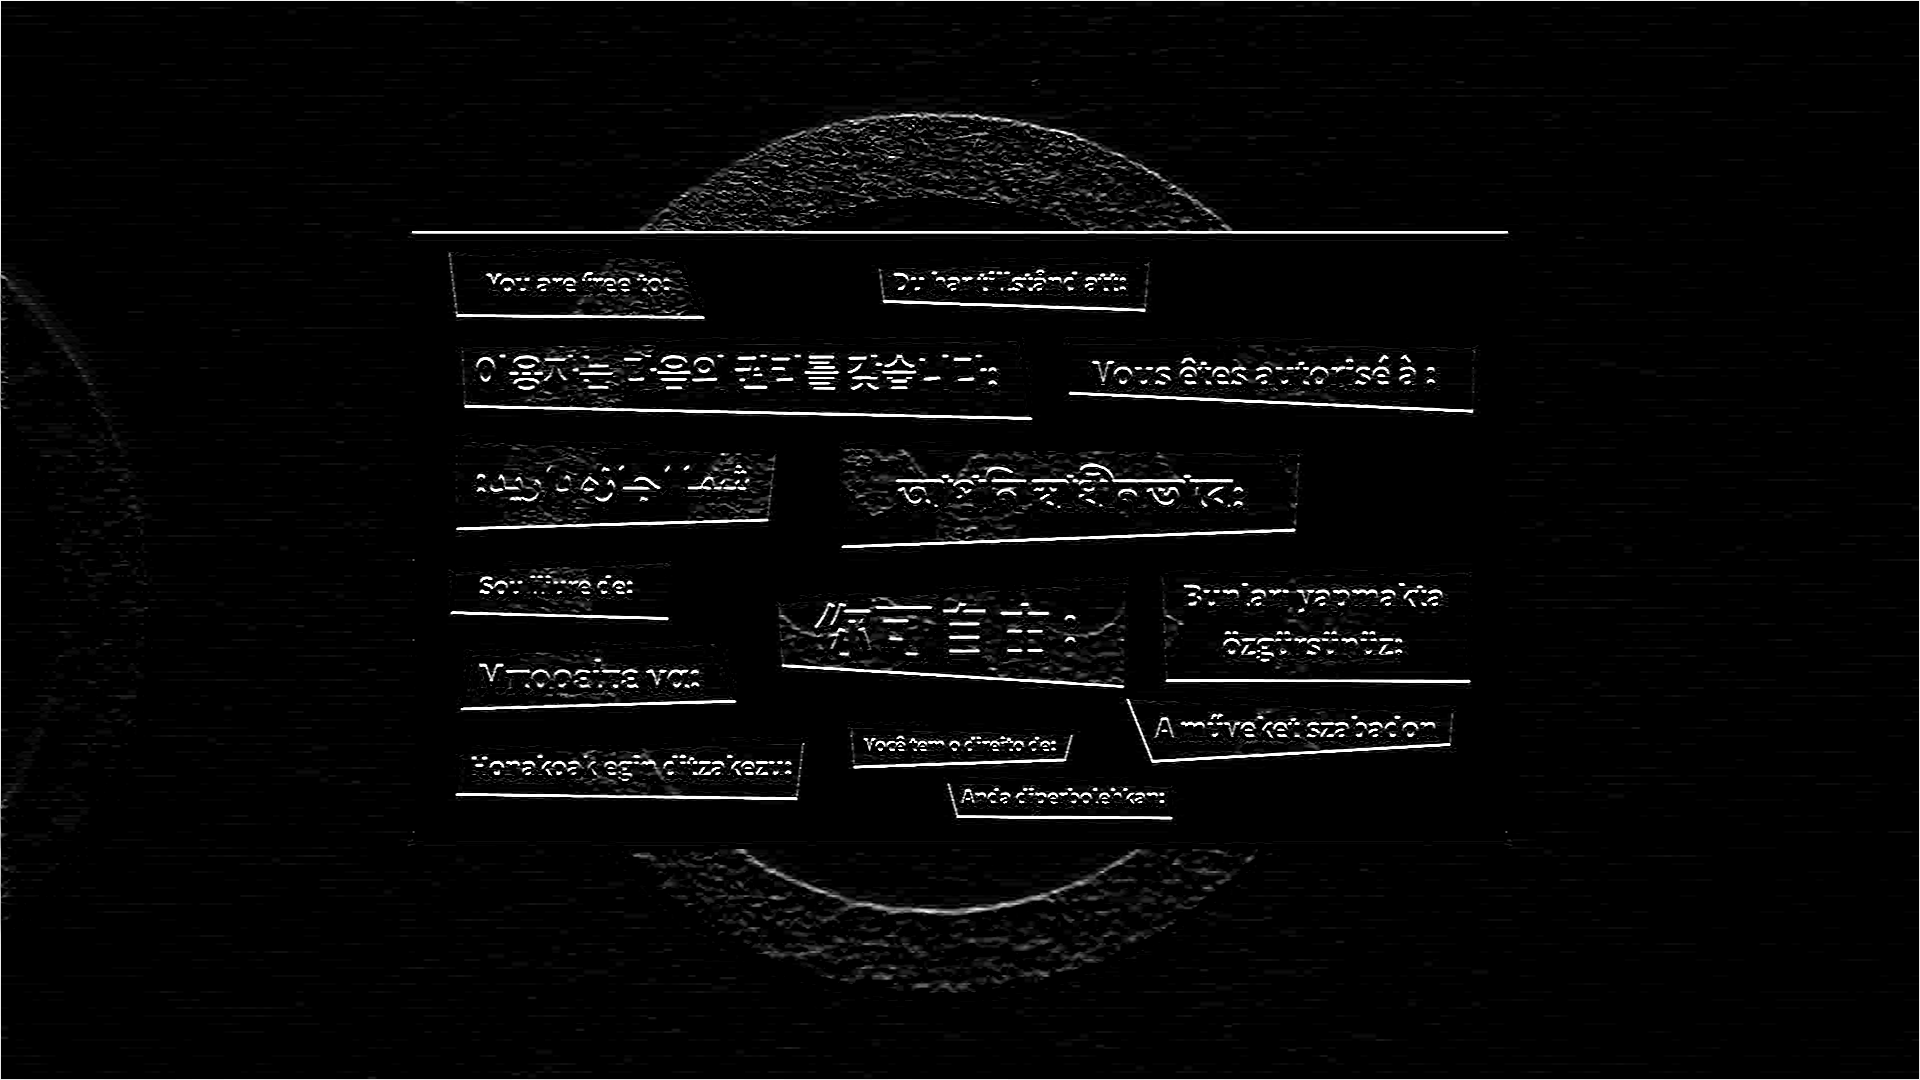 You are free to:
Du har tillstånd att:
이용자는 다음의 권리를 갖습니다:
Vous êtes autorisé à :
আপনি স্বাধীনভাবে:
Sou lliure de:
你可自由：
Bunları yapmakta
özgürsünüz:
Μπορείτε να:
A műveket szabadon
Você tem o direito de:
Honakoak egin ditzakezu:
Anda diperbolehkan: